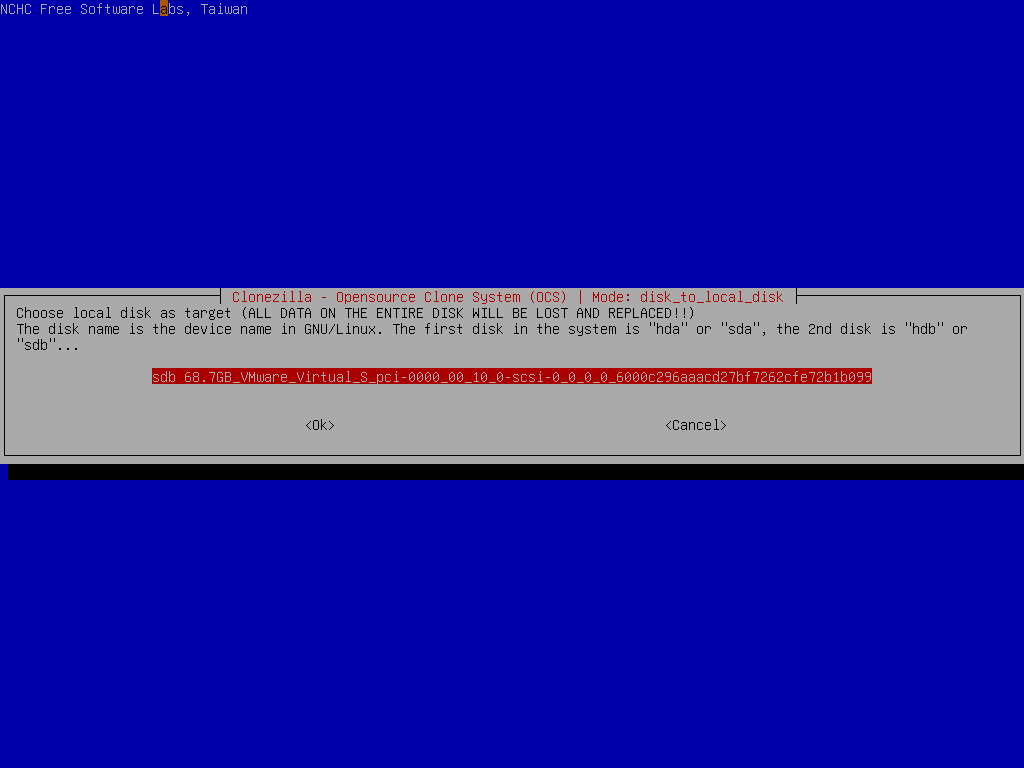 NCHC Free Software Labs, Taiwan
Clonezilla - Opensource Clone System (OCS) | Mode: disk_to_local_disk
Choose local disk as target (ALL DATA ON THE ENTIRE DISK WILL BE LOST AND REPLACED!!)
The disk name is the device name in GNU/Linux. The first disk in the system is "hda" or "sda", the 2nd disk is "hdb" or
"sdb"...
sdb 68.7GB_VMware_Virtual_S_pci-0000_00_10_0-scsi-0_0_0_0_6000c296aaacd27bf7262cfe72b1b099
<Ok> <Cancel>